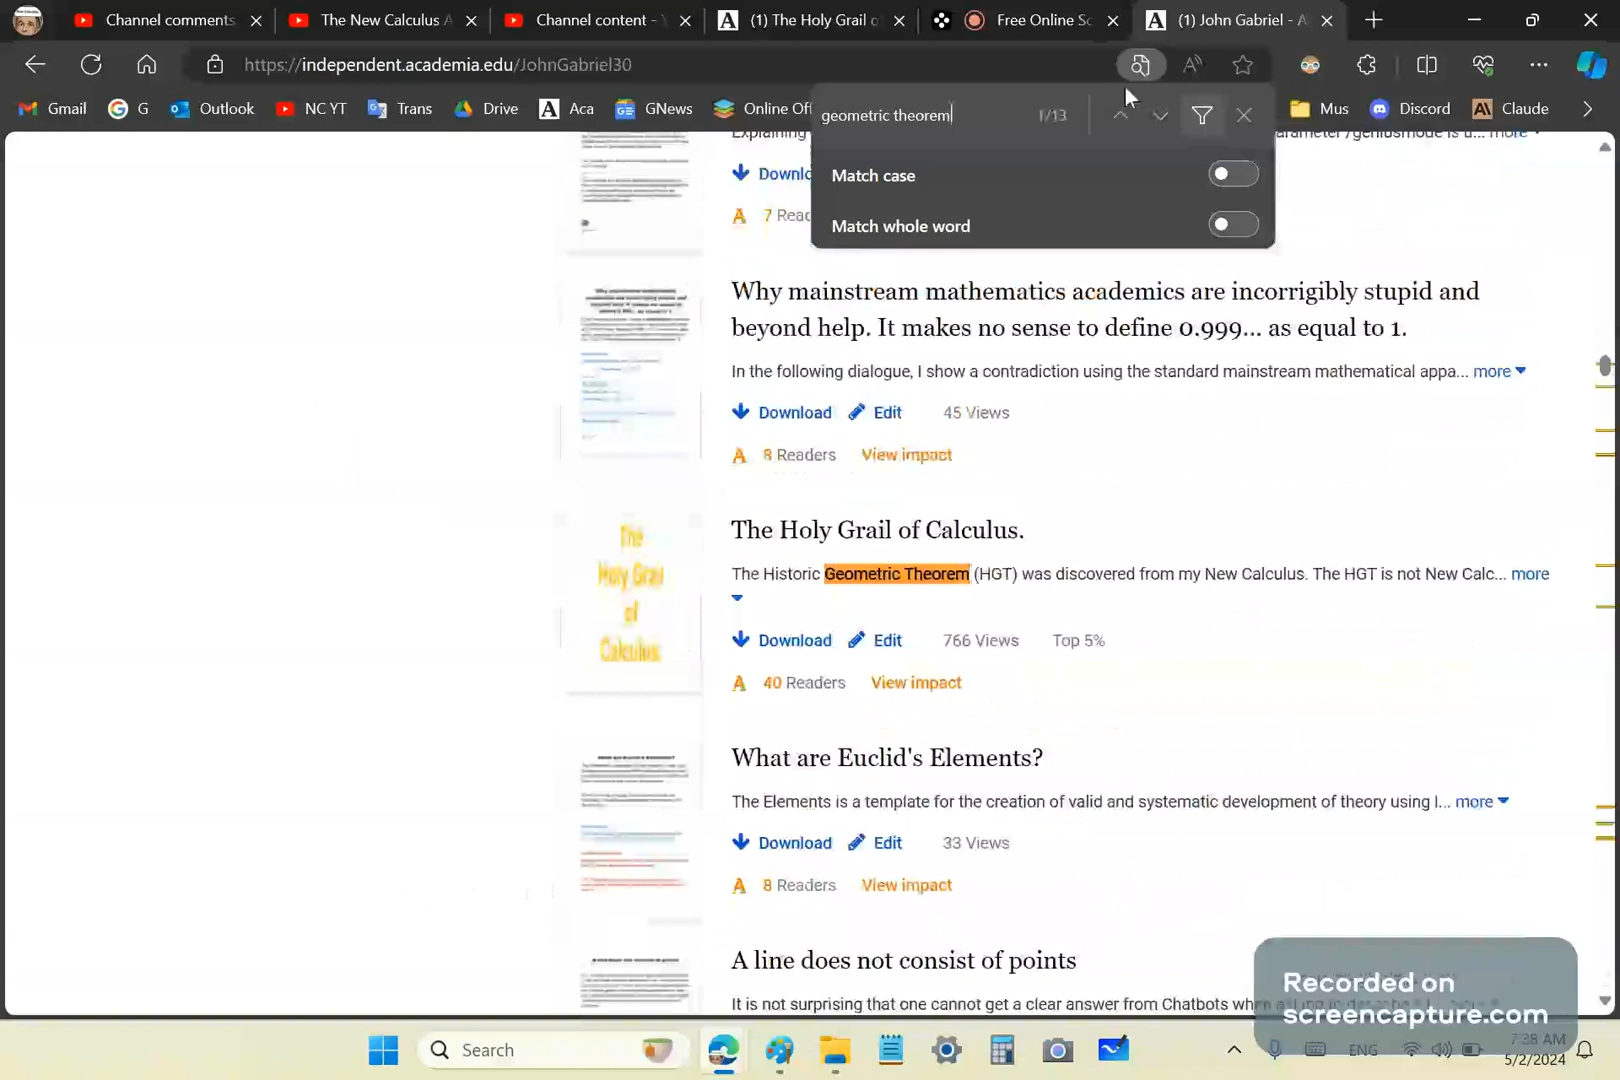 Channel comments
The New Calculus A
Channel content - Y
(1) The Holy Grail o
Free Online Sc
(1) John Gabriel - A
https://independent.academia.edu/JohnGabriel30
Gmail
G
Outlook
NC YT
Trans
Drive
Aca
GNews
Online Off
Mus
Discord
Claude
geometric theorem
1/13
Match case
Match whole word
more
Downlo
7 Read
Why mainstream mathematics academics are incorrigibly stupid and
beyond help. It makes no sense to define 0.999... as equal to 1.
In the following dialogue, I show a contradiction using the standard mainstream mathematical appa... more
Download Edit 45 Views
8 Readers View impact
The Holy Grail of Calculus
The Holy Grail of Calculus.
The Historic Geometric Theorem (HGT) was discovered from my New Calculus. The HGT is not New Calc... more
Download Edit 766 Views Top 5%
40 Readers View impact
What are Euclid's Elements?
The Elements is a template for the creation of valid and systematic development of theory using l... more
Download Edit 33 Views
8 Readers View impact
A line does not consist of points
It is not surprising that one cannot get a clear answer from Chatbots
Recorded on
screencapture.com
Search
ENG
7:38 AM
5/2/2024